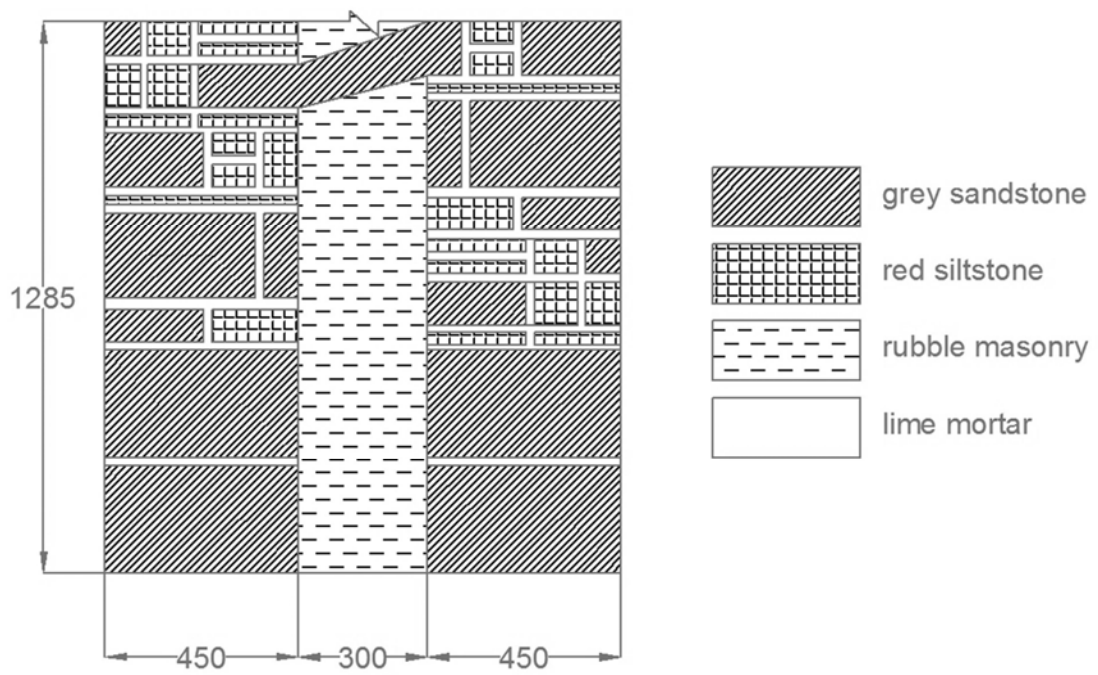 1285
450
300
450
grey sandstone
red siltstone
rubble masonry
lime mortar